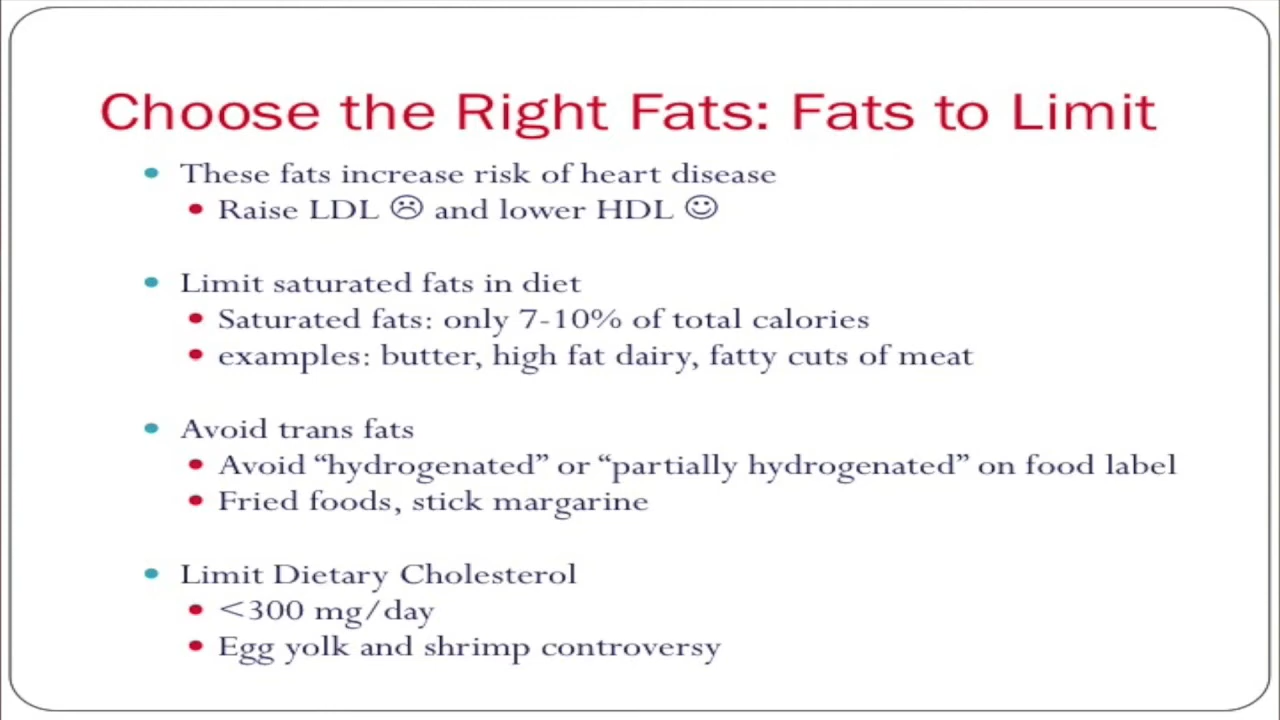 Choose the Right Fats: Fats to Limit
• These fats increase risk of heart disease
• Raise LDL ☹ and lower HDL ☺
• Limit saturated fats in diet
• Saturated fats: only 7-10% of total calories
• examples: butter, high fat dairy, fatty cuts of meat
• Avoid trans fats
• Avoid “hydrogenated” or “partially hydrogenated” on food label
• Fried foods, stick margarine
• Limit Dietary Cholesterol
• <300 mg/day
• Egg yolk and shrimp controversy